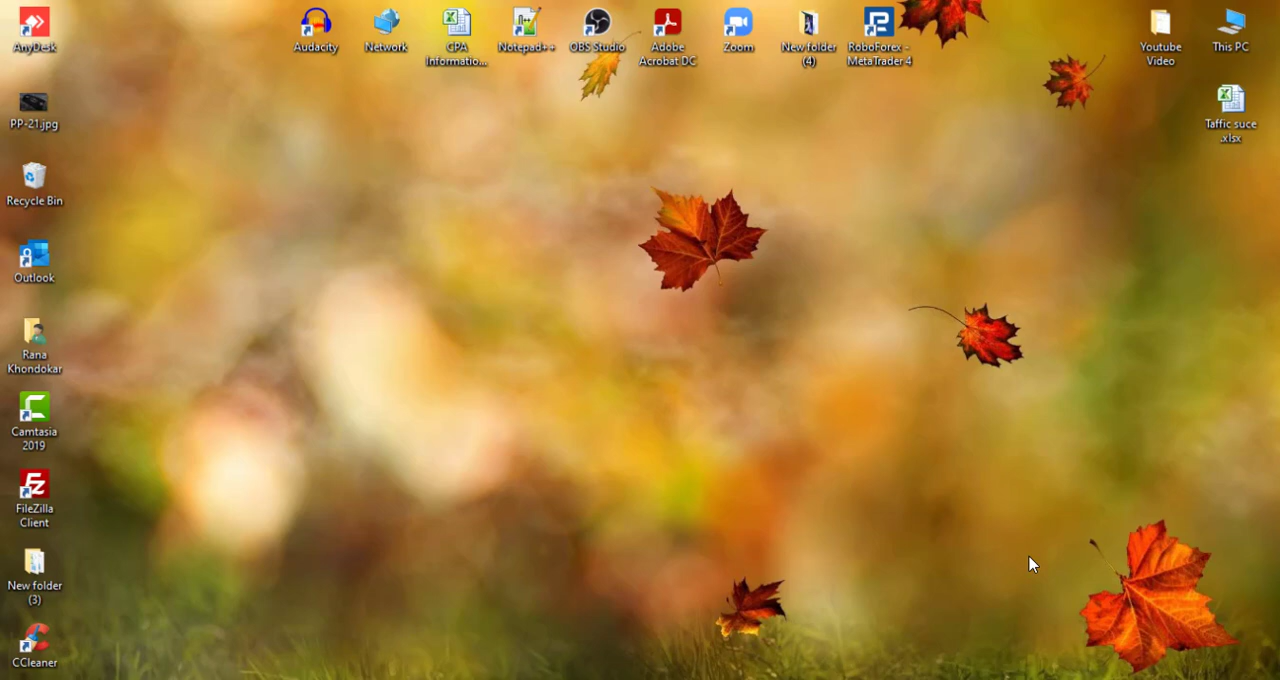 AnyDesk
PP-21.jpg
Recycle Bin
Outlook
Rana
Khondokar
Camtasia
2019
FileZilla
Client
New folder
(3)
CCleaner
Audacity
Network
CPA
Informatio...
Notepad++
OBS Studio
Adobe
Acrobat DC
Zoom
New folder
(4)
RoboForex -
MetaTrader 4
Youtube
Video
This PC
Taffic suce
.xlsx